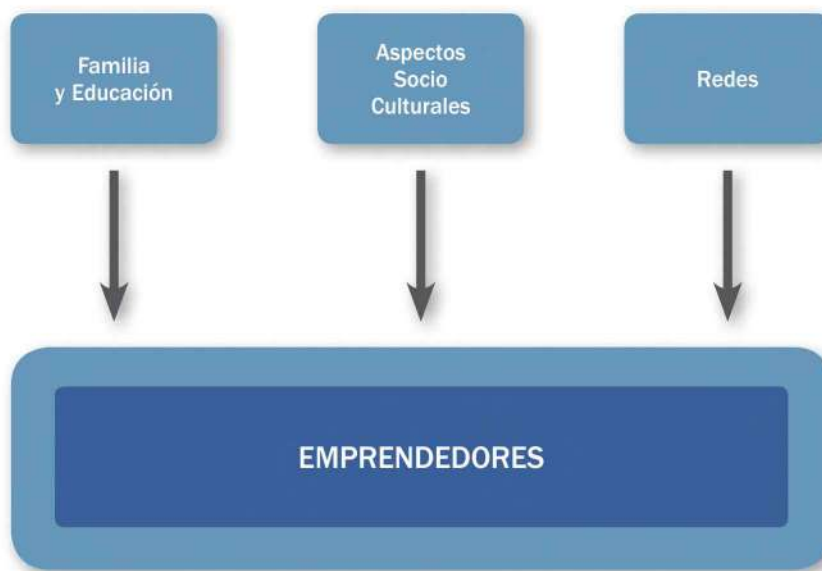 Familia
y Educación
Aspectos
Socio
Culturales
Redes
EMPRENDEDORES